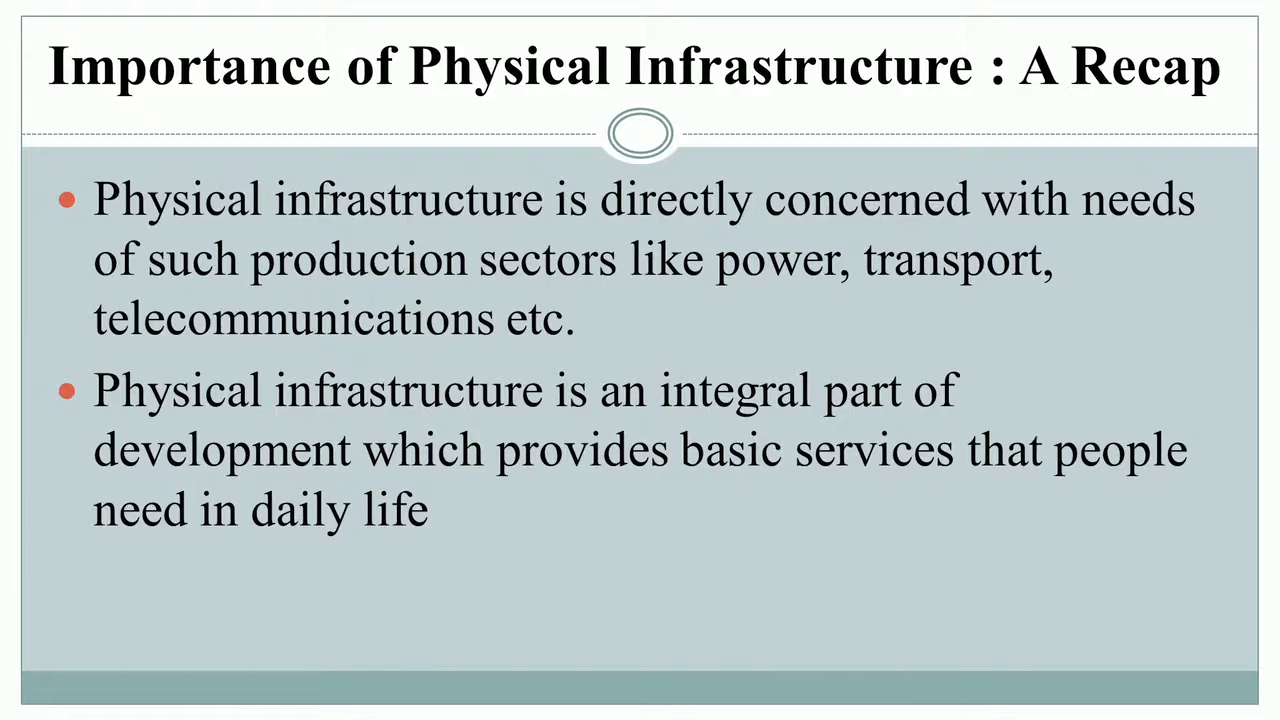 Importance of Physical Infrastructure : A Recap
• Physical infrastructure is directly concerned with needs
of such production sectors like power, transport,
telecommunications etc.
• Physical infrastructure is an integral part of
development which provides basic services that people
need in daily life